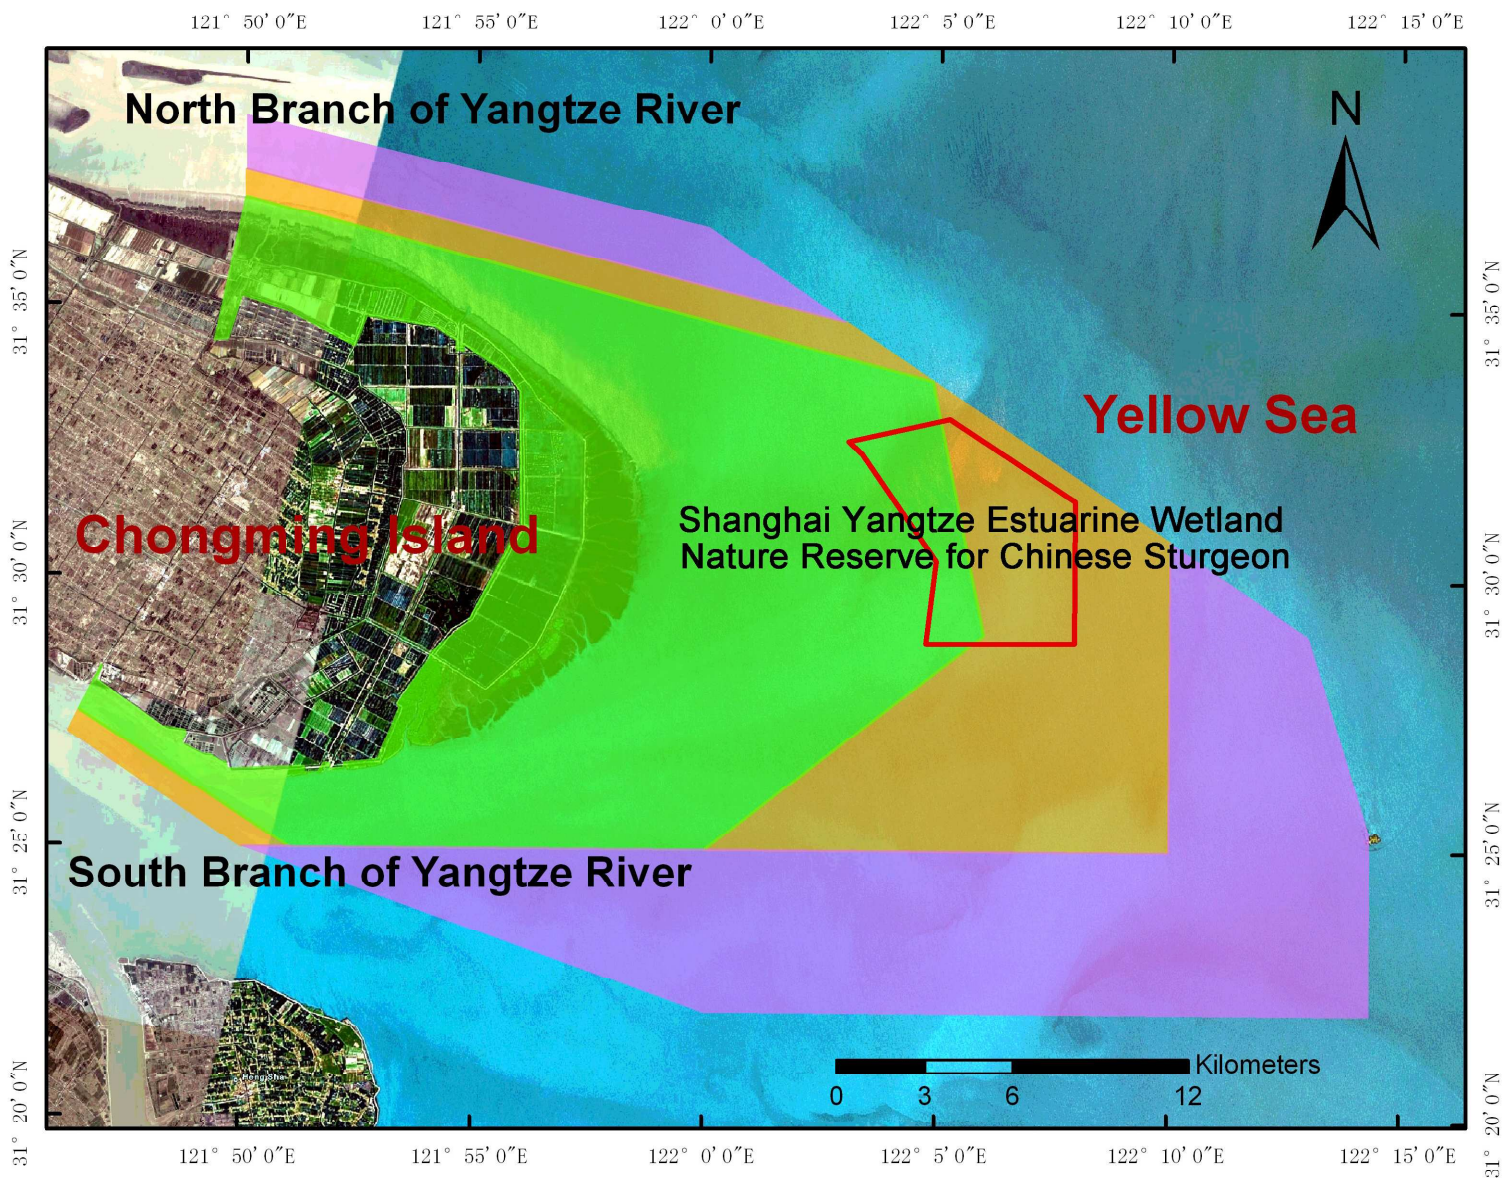 121° 50′ 0″E
121° 55′ 0″E
122° 0′ 0″E
122° 5′ 0″E
122° 10′ 0″E
122° 15′ 0″E
North Branch of Yangtze River
N
31° 35′ 0″N
31° 35′ 0″N
Yellow Sea
Chongming Island
Shanghai Yangtze Estuarine Wetland
Nature Reserve for Chinese Sturgeon
31° 30′ 0″N
31° 30′ 0″N
31° 25′ 0″N
31° 25′ 0″N
South Branch of Yangtze River
Kilometers
0 3 6 12
HengSha
31° 20′ 0″N
31° 20′ 0″N
121° 50′ 0″E
121° 55′ 0″E
122° 0′ 0″E
122° 5′ 0″E
122° 10′ 0″E
122° 15′ 0″E